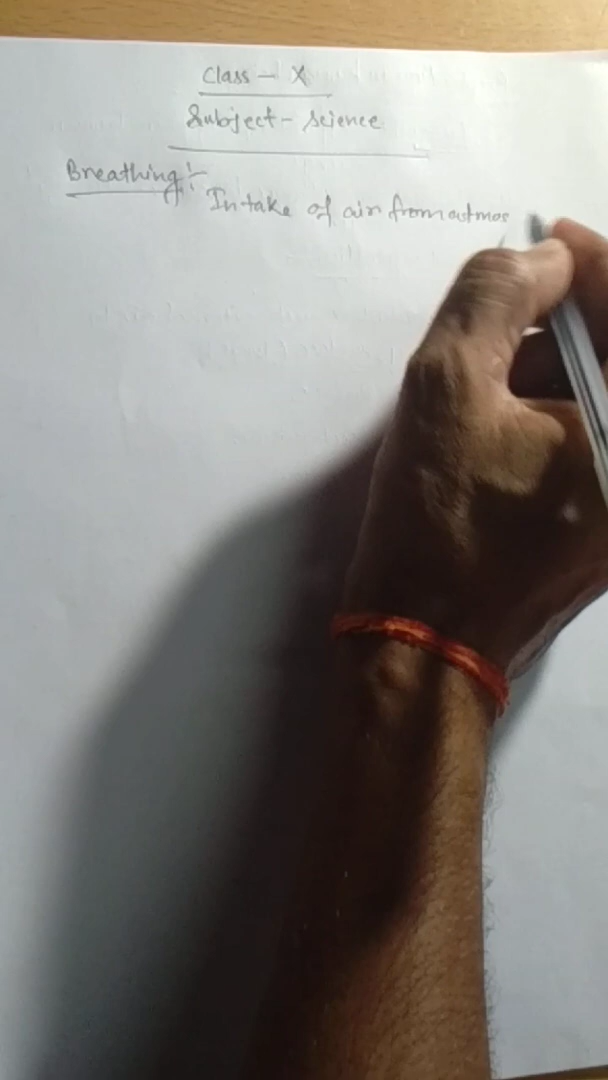 Class - X
Subject - Science
Breathing :-
Intake of air from atmos